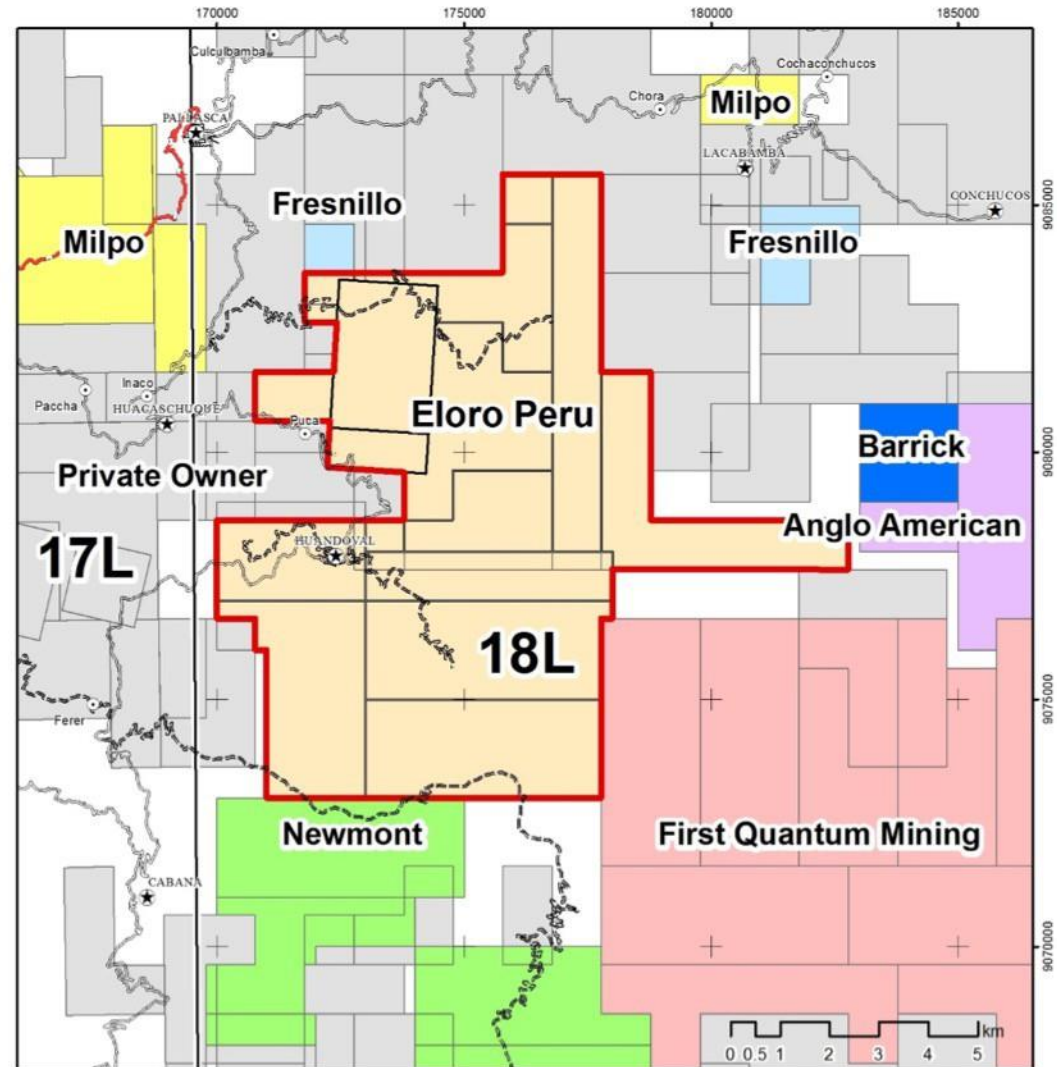 170000
175000
180000
185000
Culculbamba
Cochaconchucos
Chora
Milpo
PALLASCA
LACABAMBA
CONCHUCOS
Fresnillo
Milpo
Fresnillo
9085000
Inaco
Paccha
HUACASCHUQUE
Puca
Eloro Peru
Barrick
9080000
Private Owner
Anglo American
17L
HUANDOVAL
18L
Ferer
9075000
Newmont
First Quantum Mining
CABANA
9070000
km
0 0.5 1 2 3 4 5